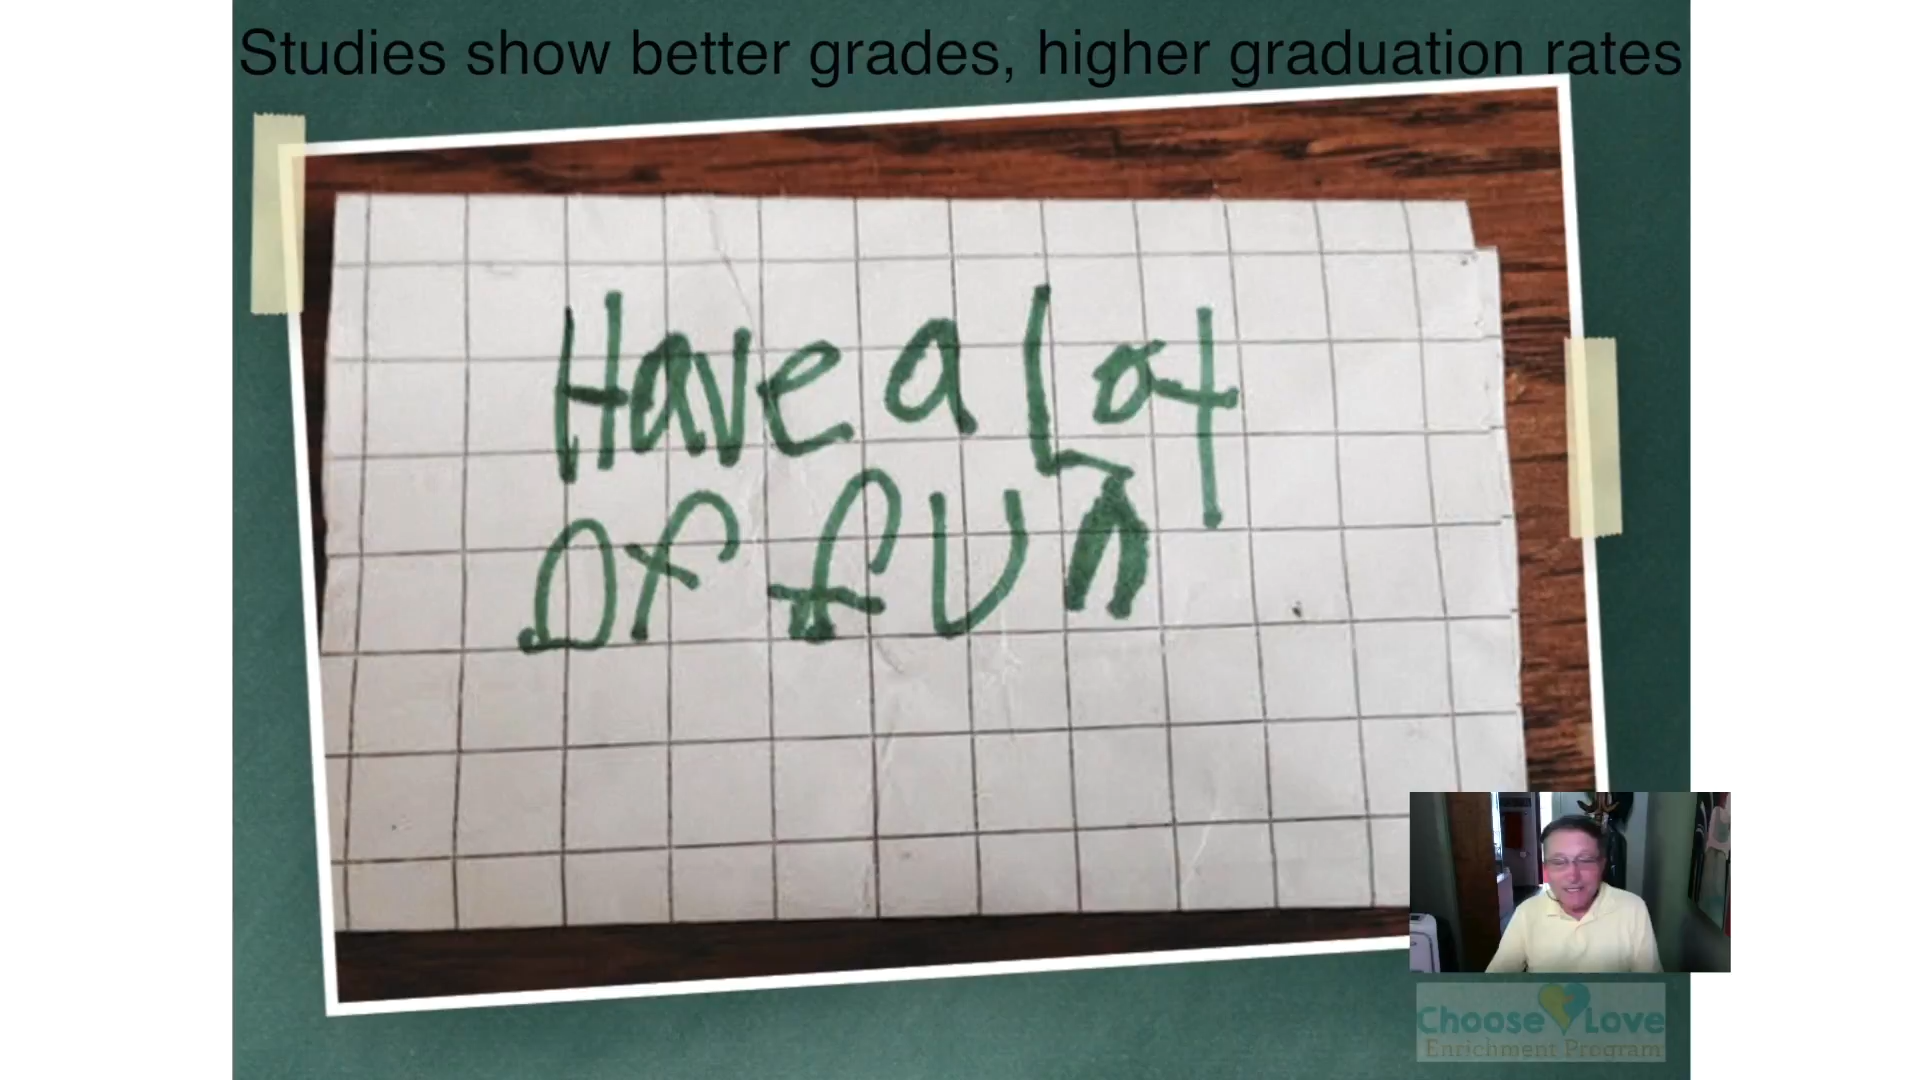 Studies show better grades, higher graduation rates
Have a Lot
of fun
Choose Love
Enrichment Program